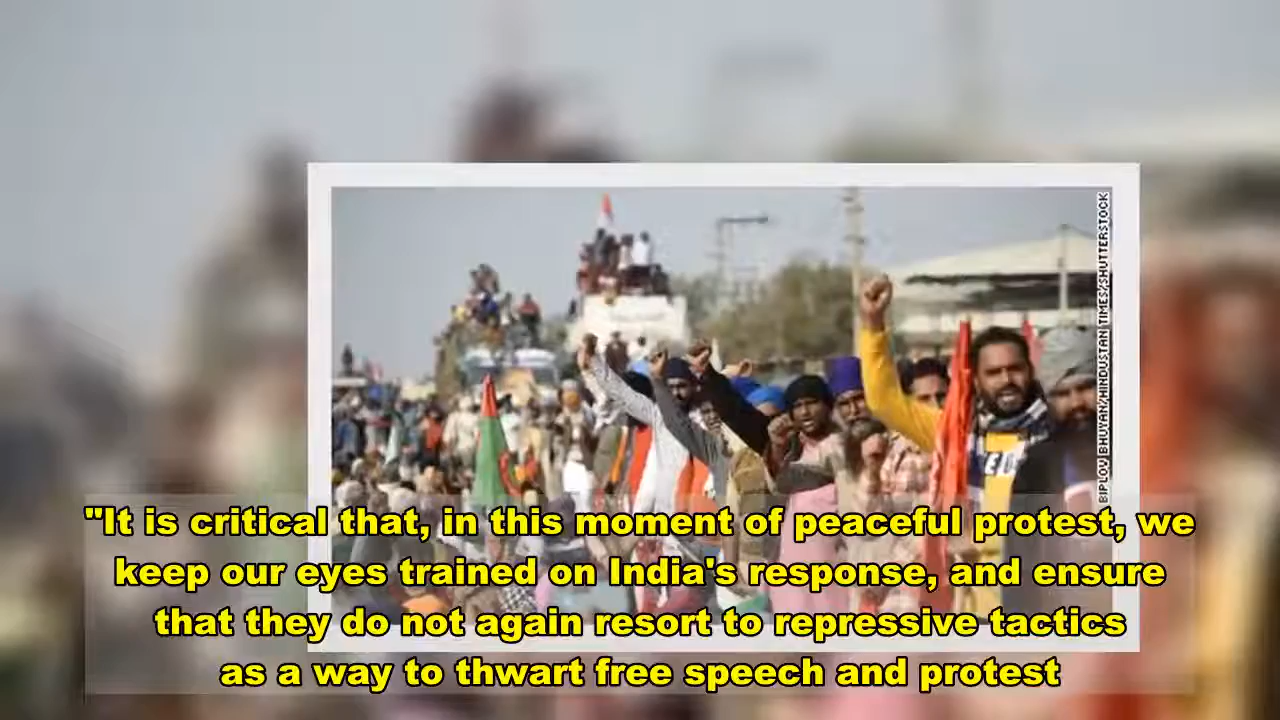 BIPLOV BHUYAN/HINDUSTAN TIMES/SHUTTERSTOCK
"It is critical that, in this moment of peaceful protest, we
keep our eyes trained on India's response, and ensure
that they do not again resort to repressive tactics
as a way to thwart free speech and protest